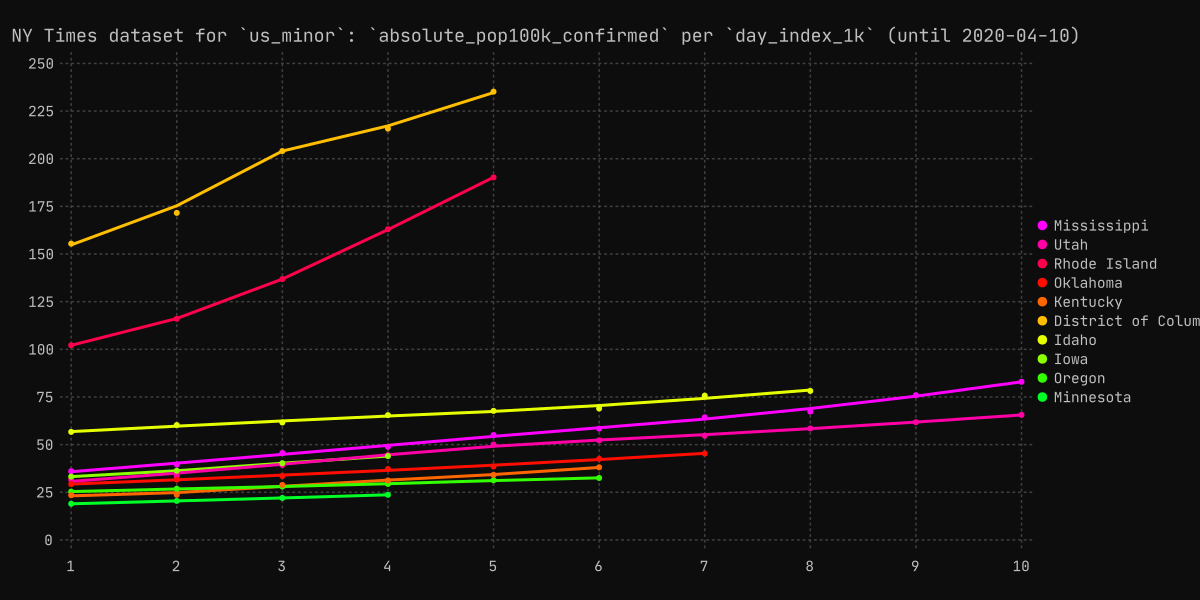 NY Times dataset for `us_minor`: `absolute_pop100k_confirmed` per `day_index_1k` (until 2020-04-10)
250
225
200
175
150
125
100
75
50
25
0
1 2 3 4 5 6 7 8 9 10
Mississippi
Utah
Rhode Island
Oklahoma
Kentucky
District of Colum
Idaho
Iowa
Oregon
Minnesota